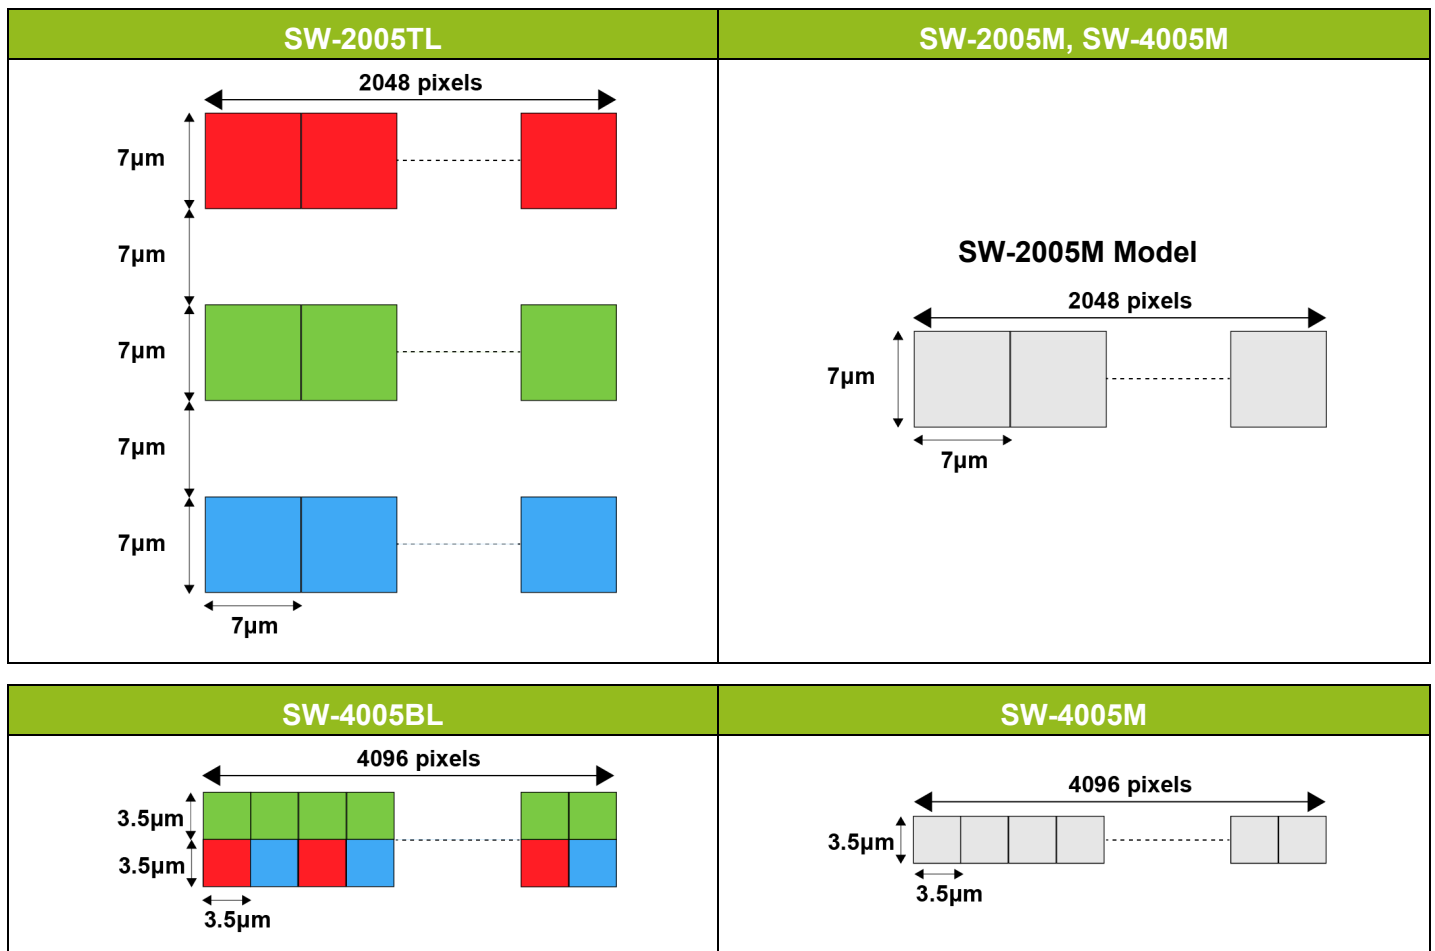 SW-2005TL
SW-2005M, SW-4005M
2048 pixels
7μm
7μm
7μm
7μm
7μm
7μm
SW-2005M Model
2048 pixels
7μm
7μm
SW-4005BL
SW-4005M
4096 pixels
3.5μm
3.5μm
3.5μm
4096 pixels
3.5μm
3.5μm